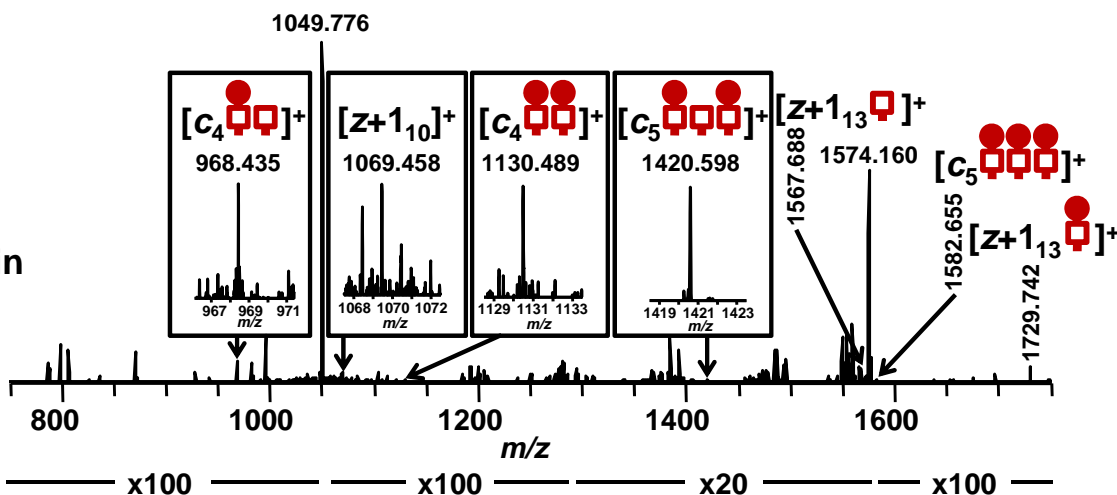 1049.776
[c4]+
968.435
967 969 971
m/z
[z+110]+
1069.458
1068 1070 1072
m/z
[c4]+
1130.489
1129 1131 1133
m/z
[c5]+
1420.598
1419 1421 1423
m/z
[z+113]+
1567.688
1574.160
[c5]+
1582.655
[z+113]+
1729.742
n
800 1000 1200 1400 1600
m/z
x100 x100 x20 x100